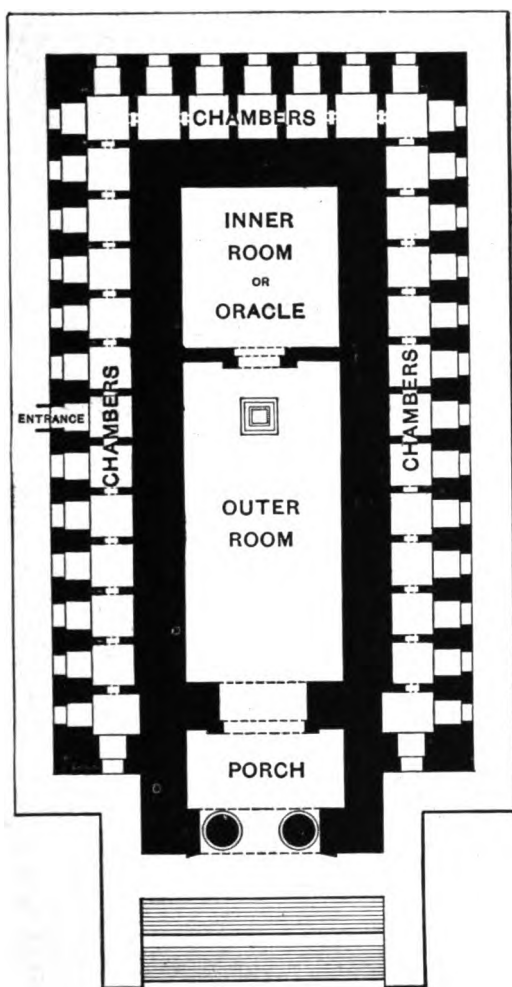 CHAMBERS
INNER
ROOM
OR
ORACLE
CHAMBERS
CHAMBERS
ENTRANCE
OUTER
ROOM
PORCH